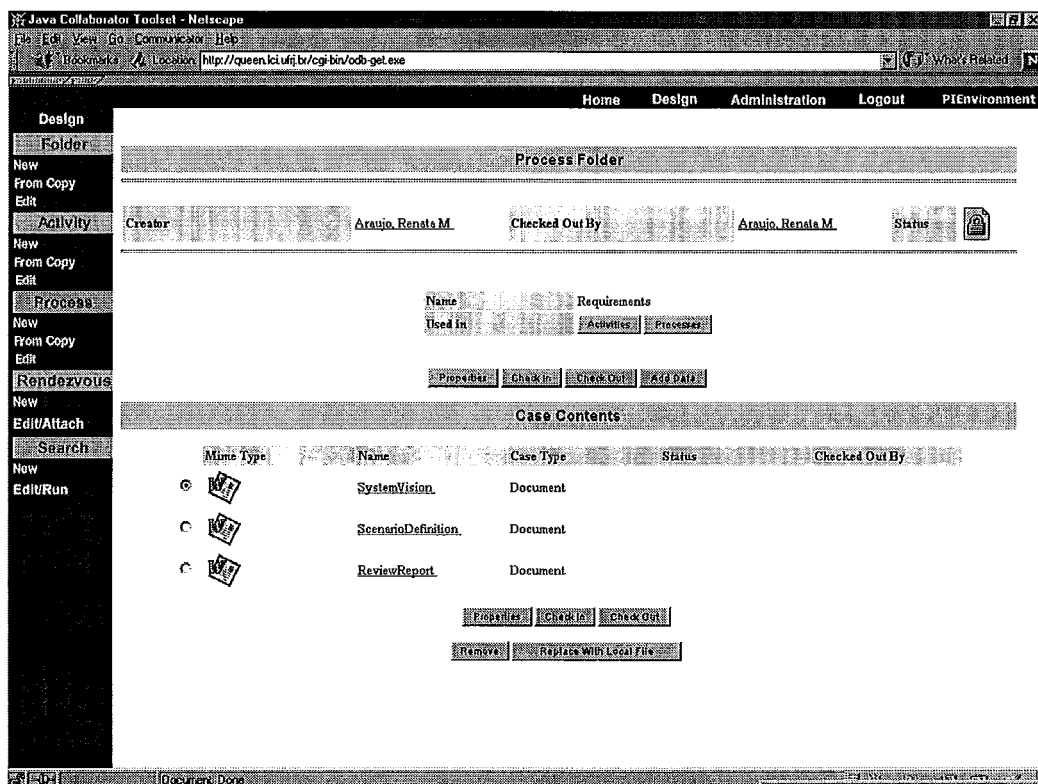 Java Collaborator Toolset - Netscape
File Edit View Go Communicator Help
Bookmarks Location: http://queen.lci.ufrj.br/cgi-bin/odb-get.exe What's Related N
Home Design Administration Logout PIEnvironment
Design
Folder
New
From Copy
Edit
Activity
New
From Copy
Edit
Process
New
From Copy
Edit
Rendezvous
New
Edit/Attach
Search
New
Edit/Run
Process Folder
Creator Araujo, Renata M. Checked Out By Araujo, Renata M. Status
Name Requirements
Used In Activities Processes
Properties Check In Check Out Add Data
Case Contents
Mime Type Name Case Type Status Checked Out By
SystemVision Document
ScenarioDefinition Document
ReviewReport Document
Properties Check In Check Out
Remove Replace With Local File
Document: Done